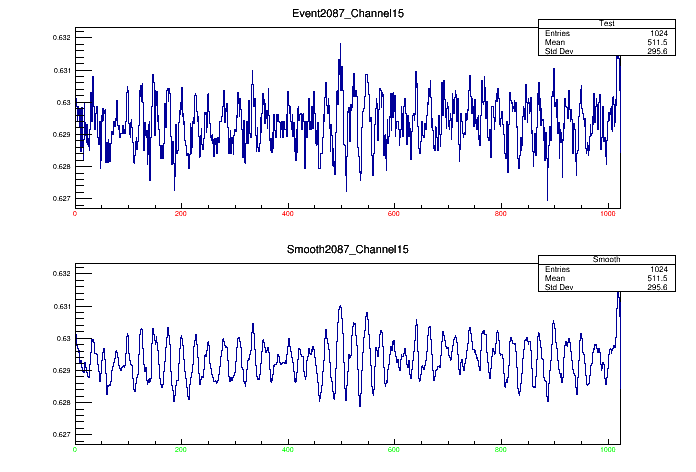 Event2087_Channel15
Test
Entries 1024
Mean 511.5
Std Dev 295.6
0.632
0.631
0.63
0.629
0.628
0.627
0 200 400 600 800 1000
Smooth2087_Channel15
Smooth
Entries 1024
Mean 511.5
Std Dev 295.6
0.632
0.631
0.63
0.629
0.628
0.627
0 200 400 600 800 1000